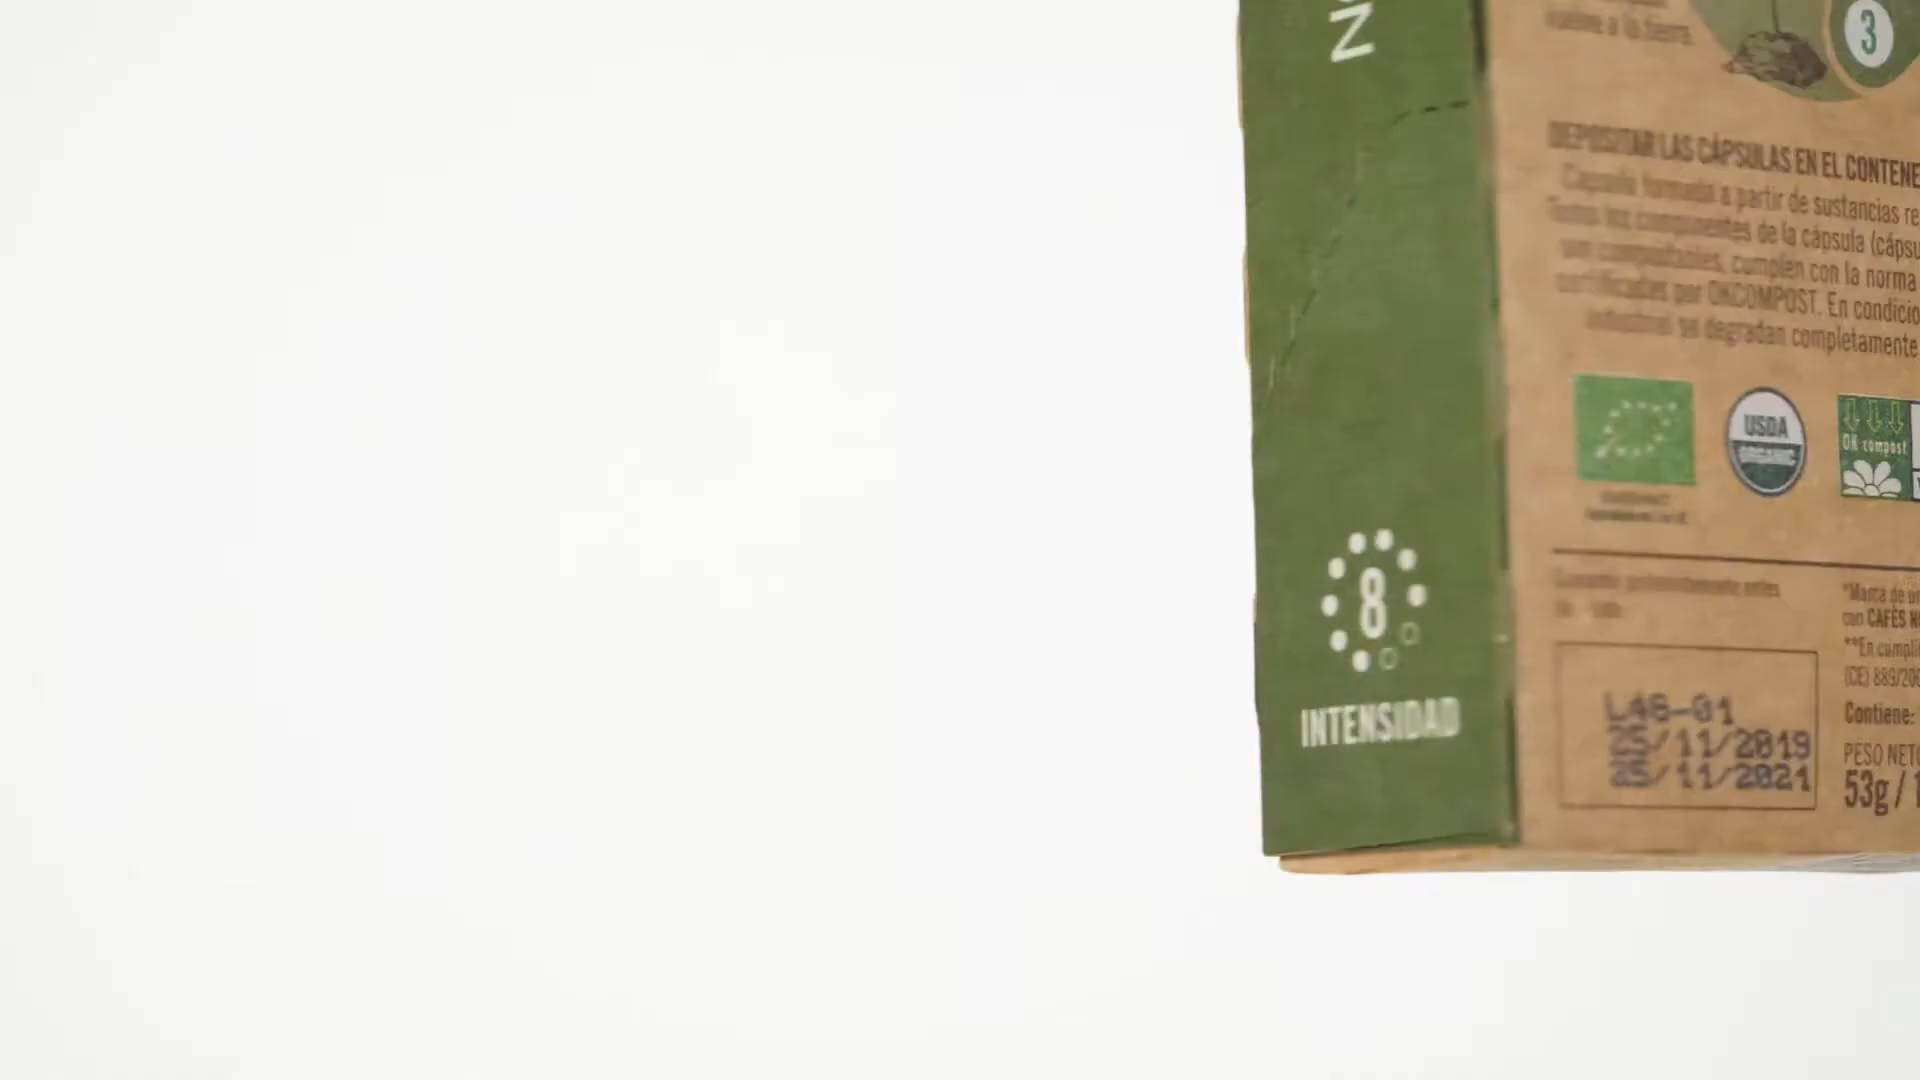 N
3
vuelve a la tierra.
DEPOSITAR LAS CÁPSULAS EN EL CONTENE
Cápsula formada a partir de sustancias re
Todos los componentes de la cápsula (cápsu
son compostables, cumplen con la norma
certificadas por OKCOMPOST. En condicio
industrial se degradan completamente
USDA
ORGANIC
OK compost
8
INTENSIDAD
*Marca de un
con CAFÉS N
**En cumpli
(CE) 889/200
Contiene:
PESO NETO
53g / 1
L48-01
25/11/2019
25/11/2021